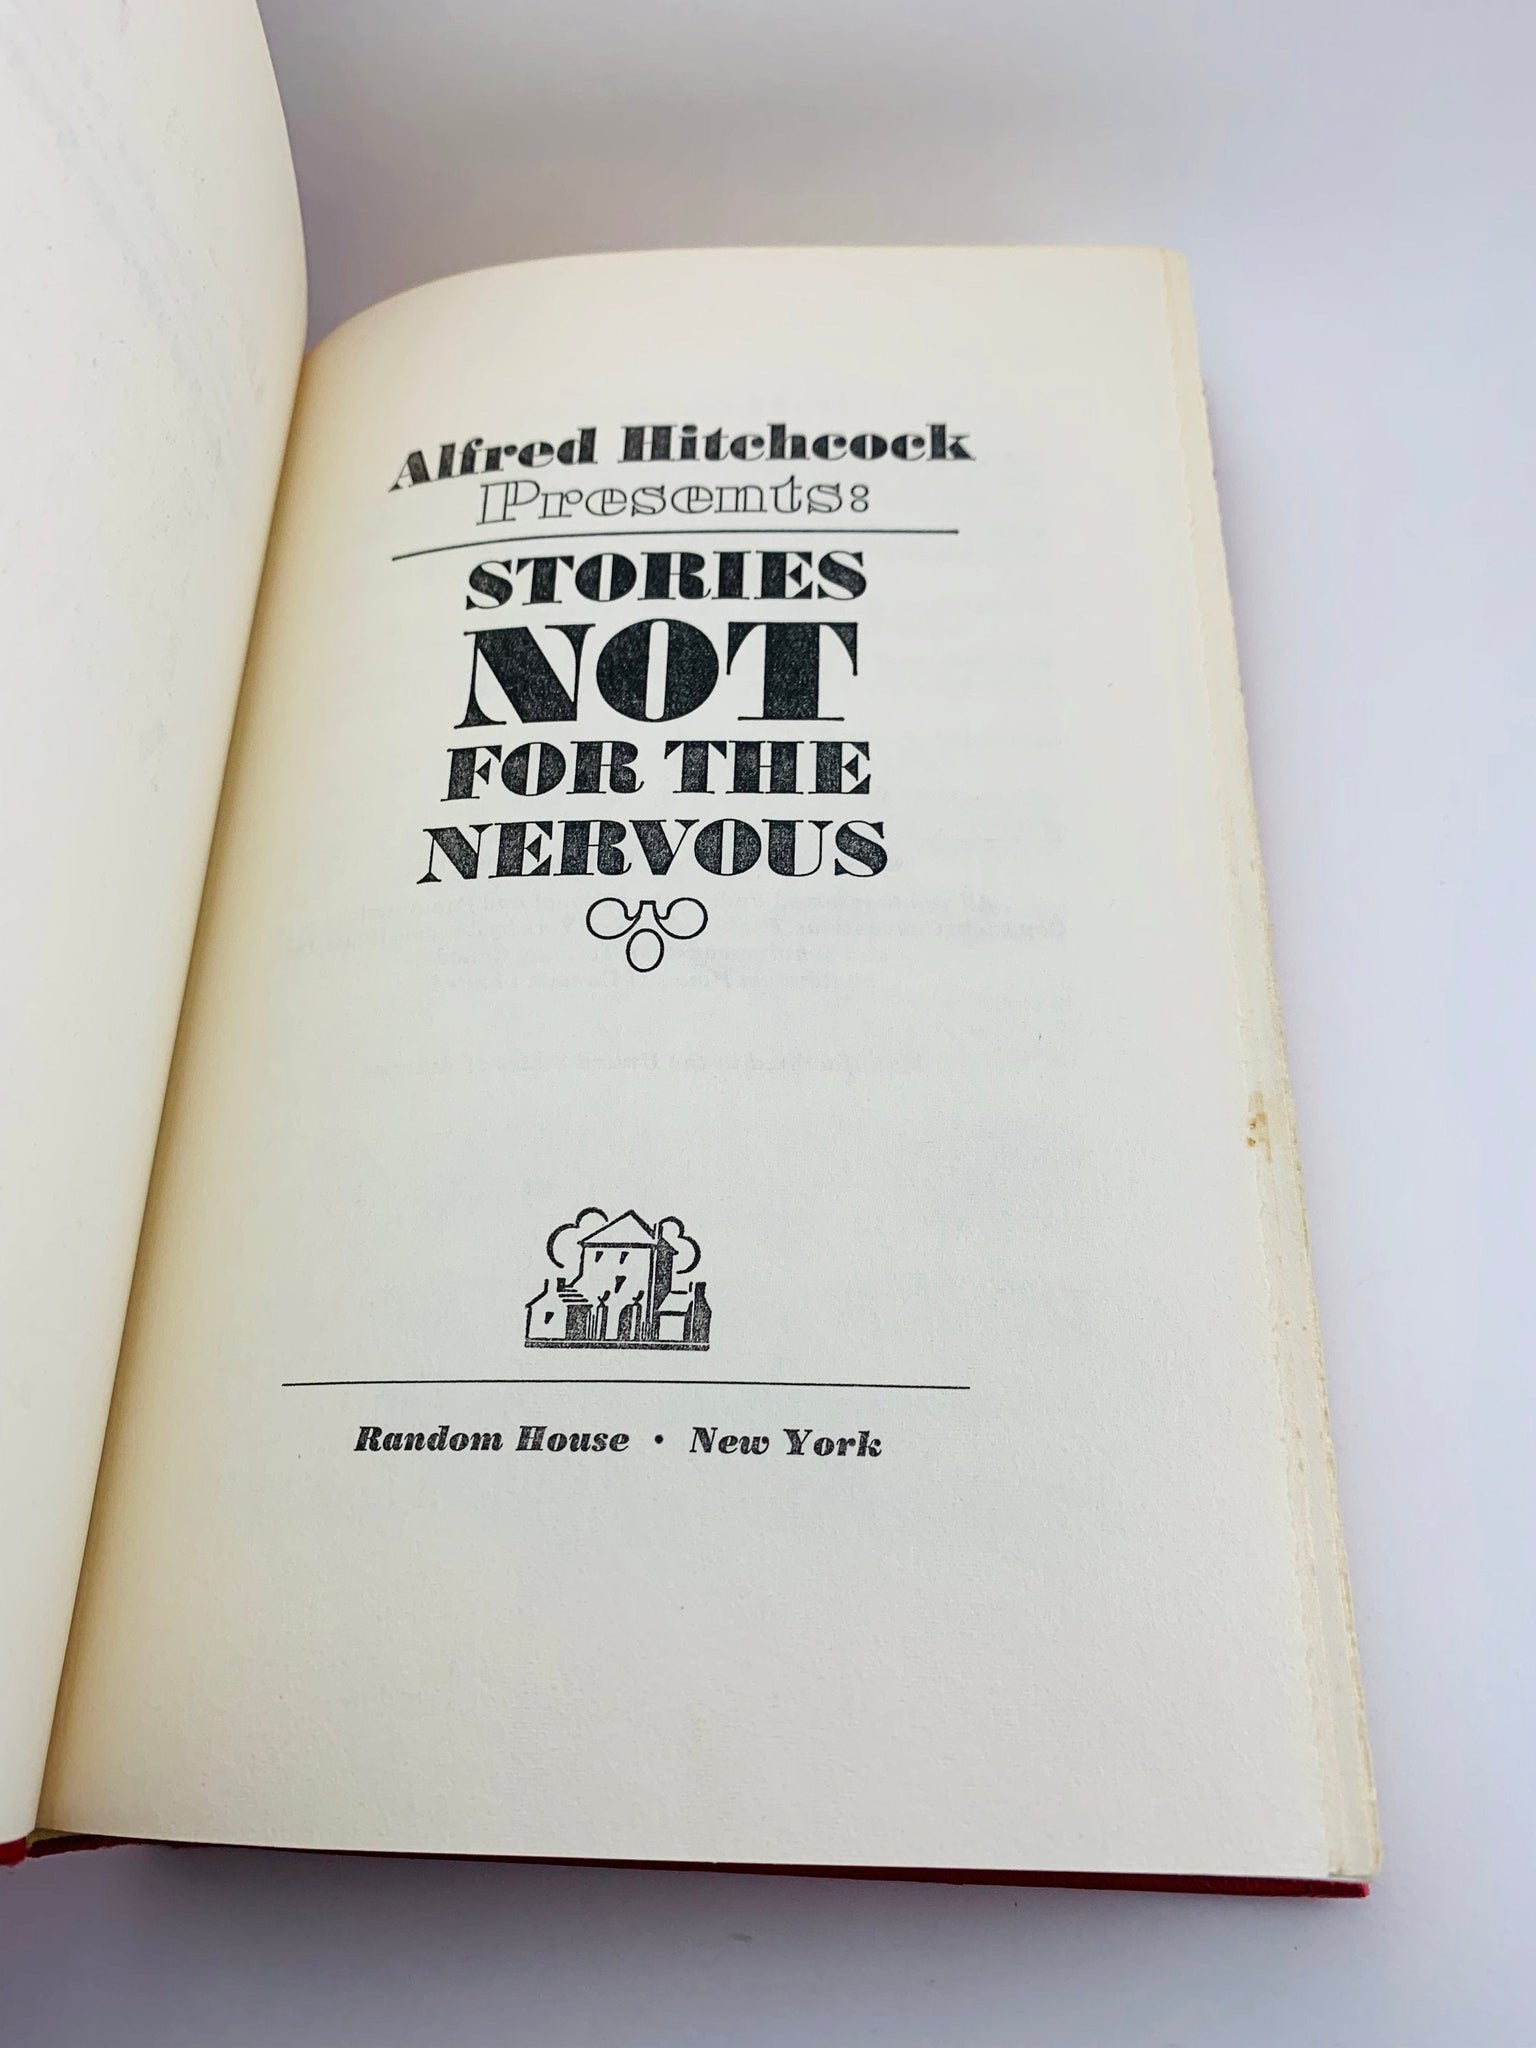 Alfred Hitchcock
Presents:
STORIES
NOT
FOR THE
NERVOUS
Random House • New York